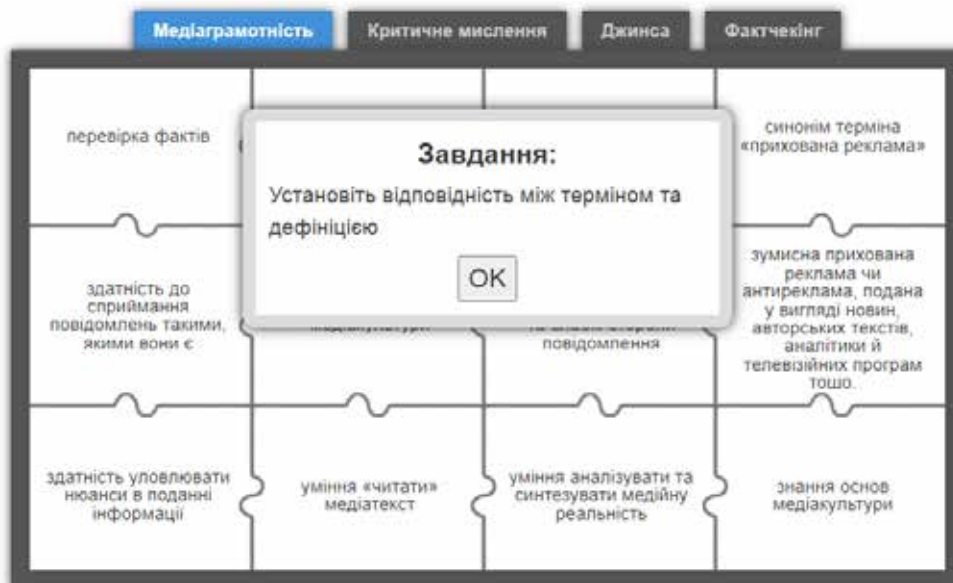 Медіаграмотність Критичне мислення Джинса Фактчекінг
перевірка фактів
синонім терміна
«прихована реклама»
Завдання:
Установіть відповідність між терміном та
дефініцією
OK
здатність до
сприймання
повідомлень такими,
якими вони є
медіакультури
повідомлення
зумисна прихована
реклама чи
антиреклама, подана
у вигляді новин,
авторських текстів,
аналітики й
телевізійних програм
тощо.
здатність уловлювати
нюанси в поданні
інформації
уміння «читати»
медіатекст
уміння аналізувати та
синтезувати медійну
реальність
знання основ
медіакультури